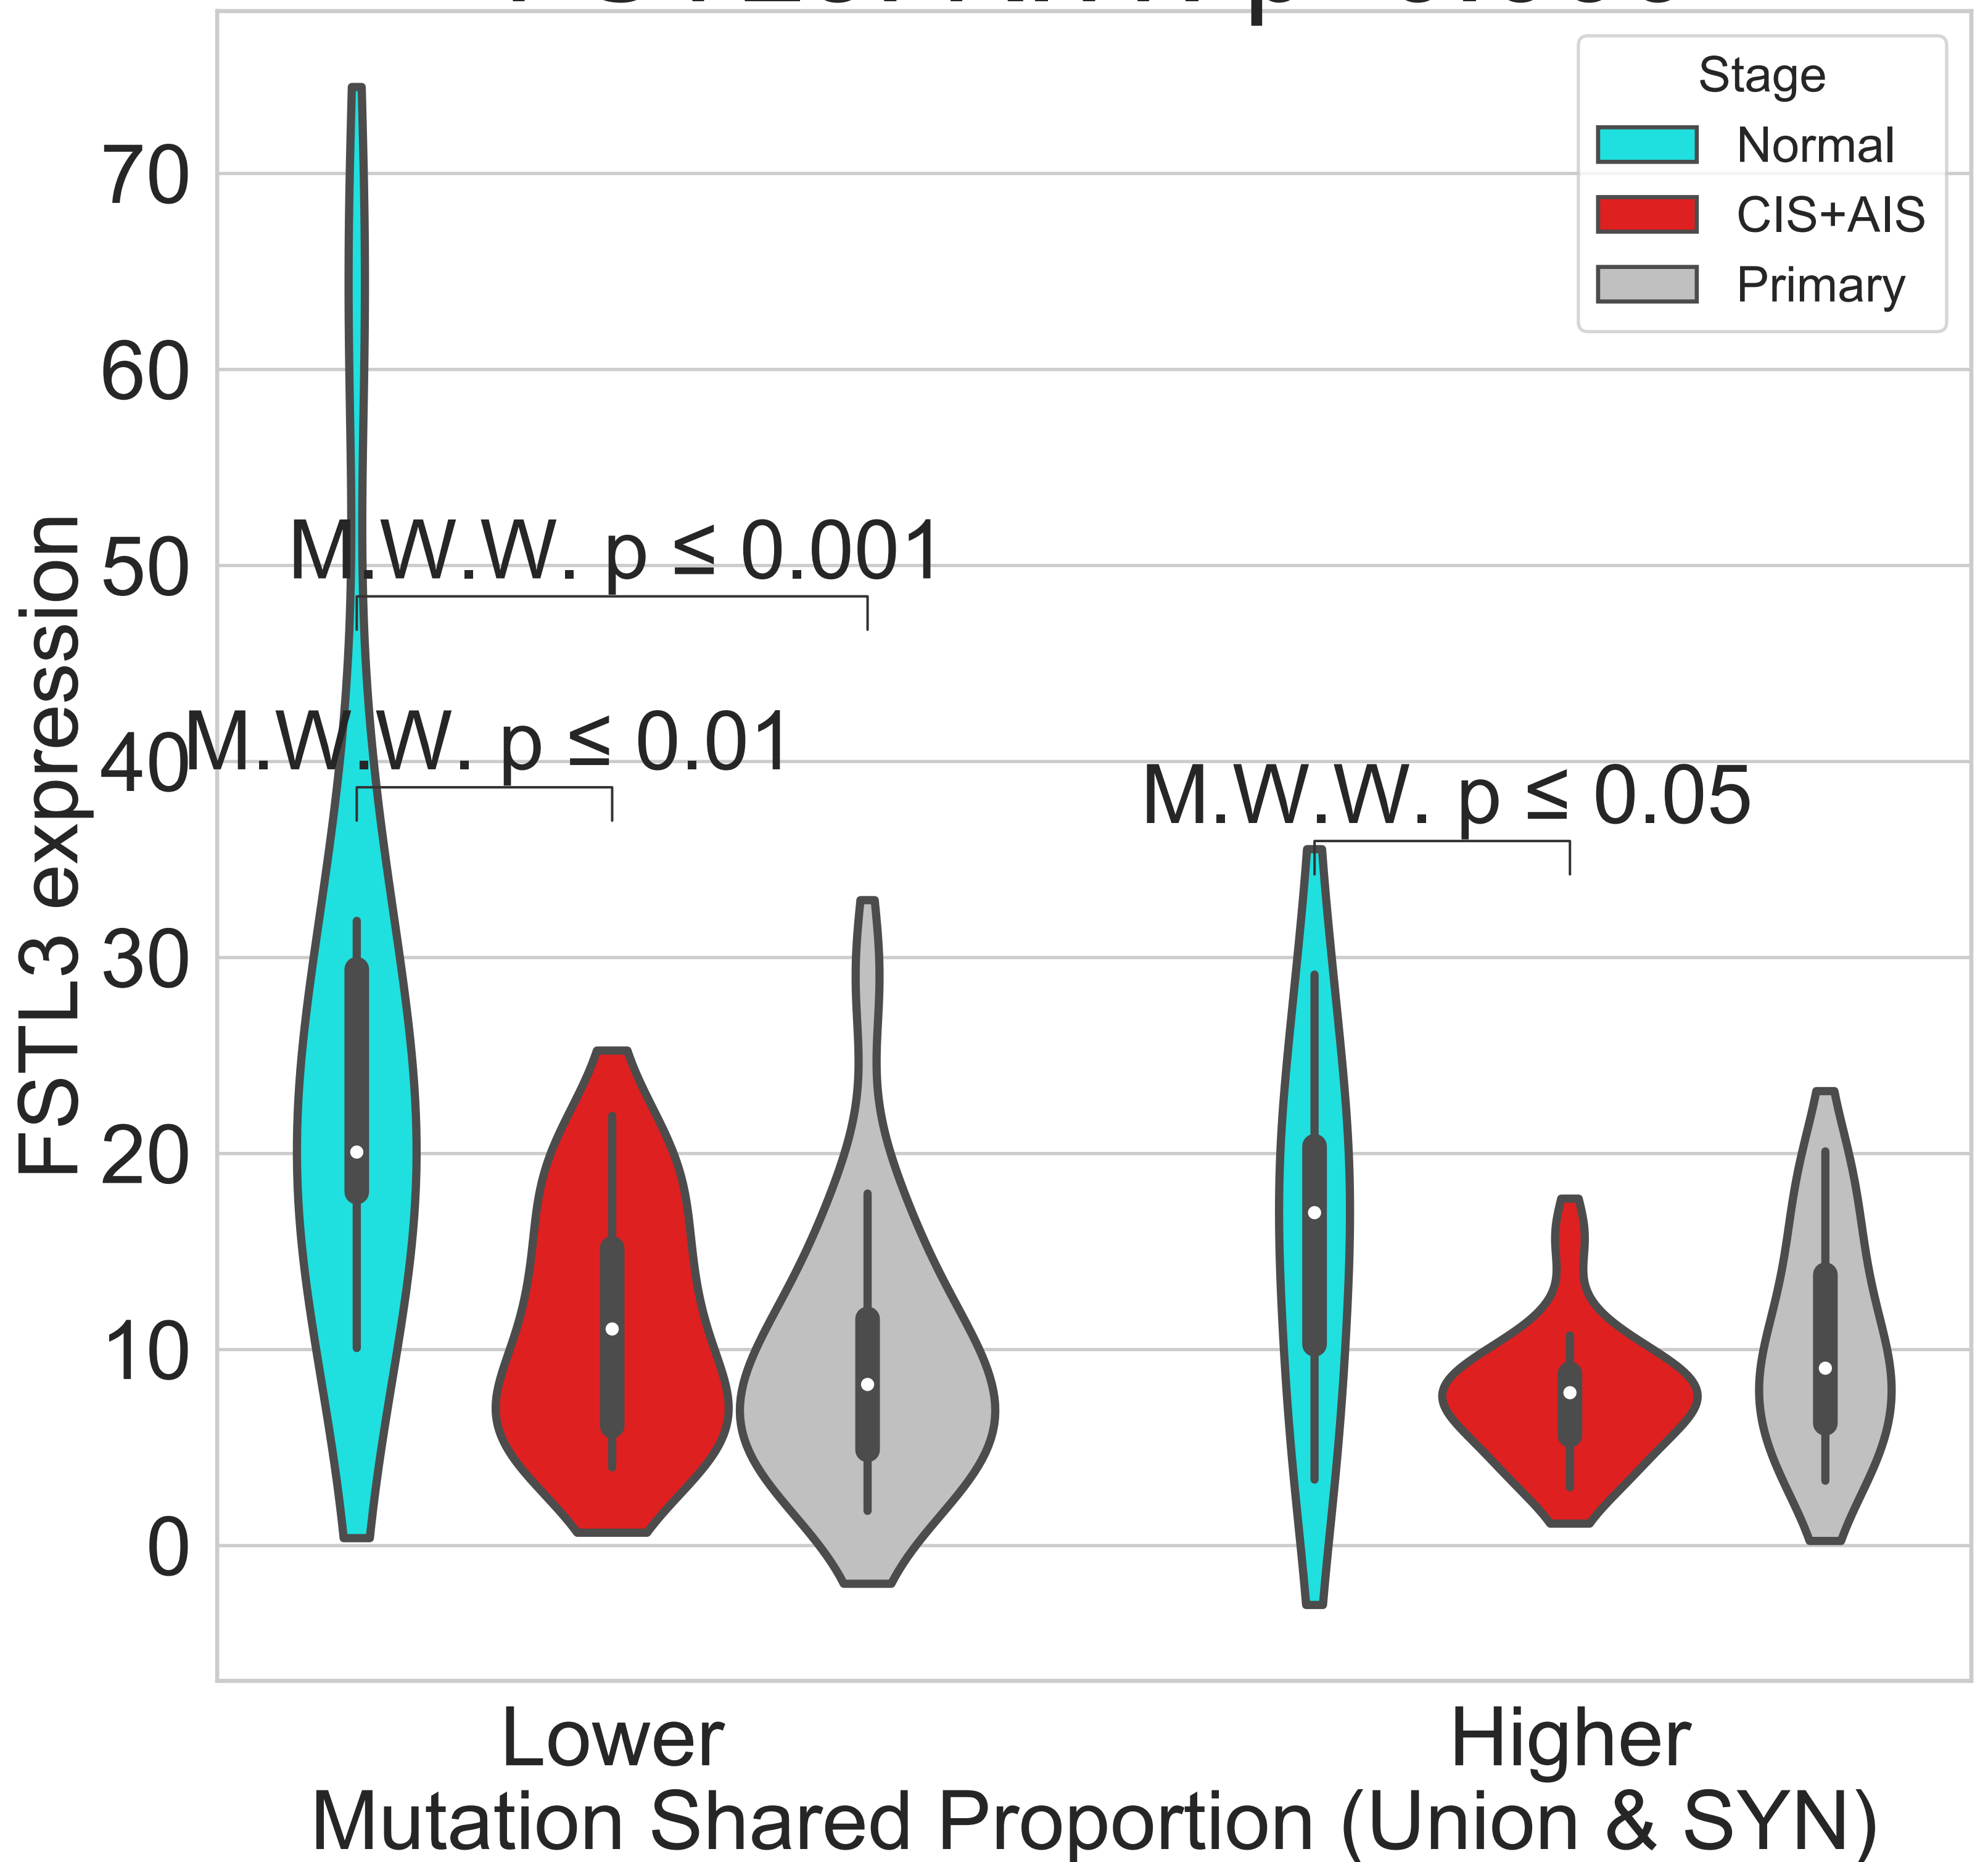 Stage
Normal
CIS+AIS
Primary
70
60
50
40
30
20
10
0
FSTL3 expression
M.W.W. p ≤ 0.001
M.W.W. p ≤ 0.01
M.W.W. p ≤ 0.05
Lower
Higher
Mutation Shared Proportion (Union & SYN)